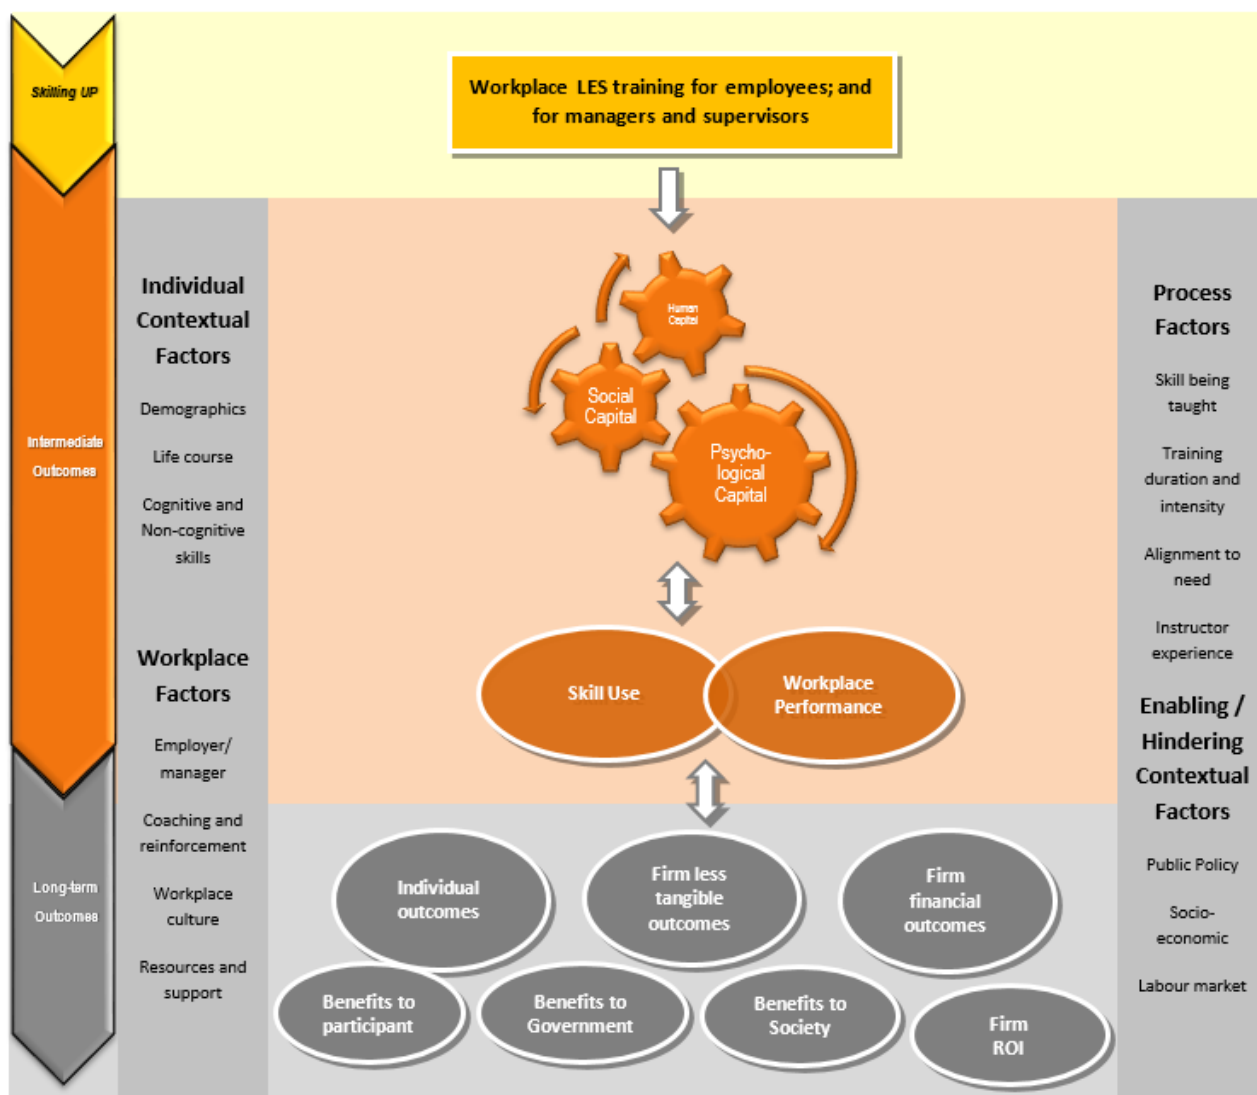 Skilling UP
Workplace LES training for employees; and
for managers and supervisors
Intermediate
Outcomes
Long-term
Outcomes
Individual
Contextual
Factors
Demographics
Life course
Cognitive and
Non-cognitive
skills
Workplace
Factors
Employer/
manager
Coaching and
reinforcement
Workplace
culture
Resources and
support
Human
Capital
Social
Capital
Psycho-
logical
Capital
Skill Use
Workplace
Performance
Individual
outcomes
Firm less
tangible
outcomes
Firm
financial
outcomes
Benefits to
participant
Benefits to
Government
Benefits to
Society
Firm
ROI
Process
Factors
Skill being
taught
Training
duration and
intensity
Alignment to
need
Instructor
experience
Enabling /
Hindering
Contextual
Factors
Public Policy
Socio-
economic
Labour market